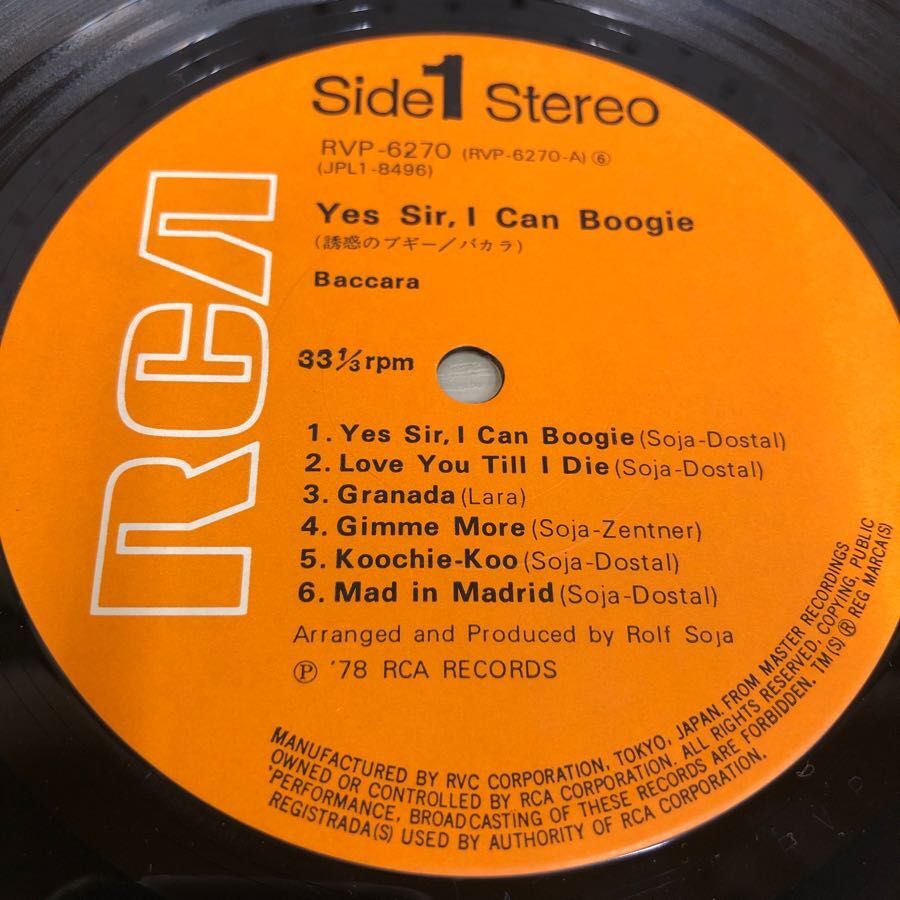 Side 1 Stereo
RVP-6270 (RVP-6270-A) ⑥
(JPL1-8496)
Yes Sir, I Can Boogie
(誘惑のブギー/バカラ)
Baccara
33⅓ rpm
1. Yes Sir, I Can Boogie (Soja-Dostal)
2. Love You Till I Die (Soja-Dostal)
3. Granada (Lara)
4. Gimme More (Soja-Zentner)
5. Koochie-Koo (Soja-Dostal)
6. Mad in Madrid (Soja-Dostal)
Arranged and Produced by Rolf Soja
Ⓟ '78 RCA RECORDS
RCA
MANUFACTURED BY RVC CORPORATION, TOKYO, JAPAN. FROM MASTER RECORDINGS
OWNED OR CONTROLLED BY RCA CORPORATION. ALL RIGHTS RESERVED, COPYING, PUBLIC
'PERFORMANCE, BROADCASTING OF THESE RECORDS ARE FORBIDDEN. TM(S) ® REG MARCA(S)
REGISTRADA(S) USED BY AUTHORITY OF RCA CORPORATION.